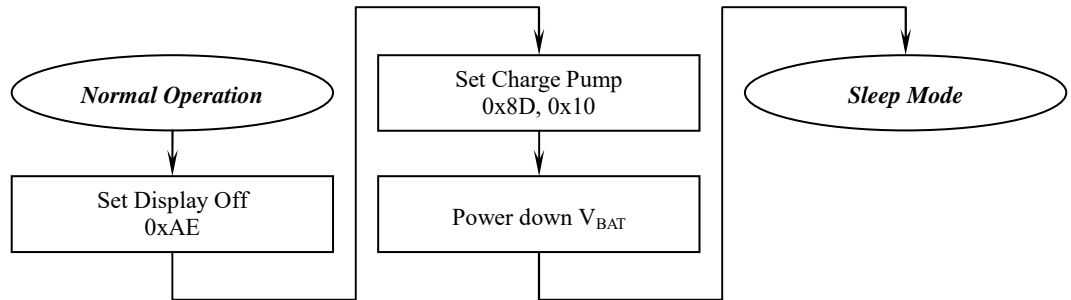 Normal Operation
Set Display Off
0xAE
Set Charge Pump
0x8D, 0x10
Power down VBAT
Sleep Mode